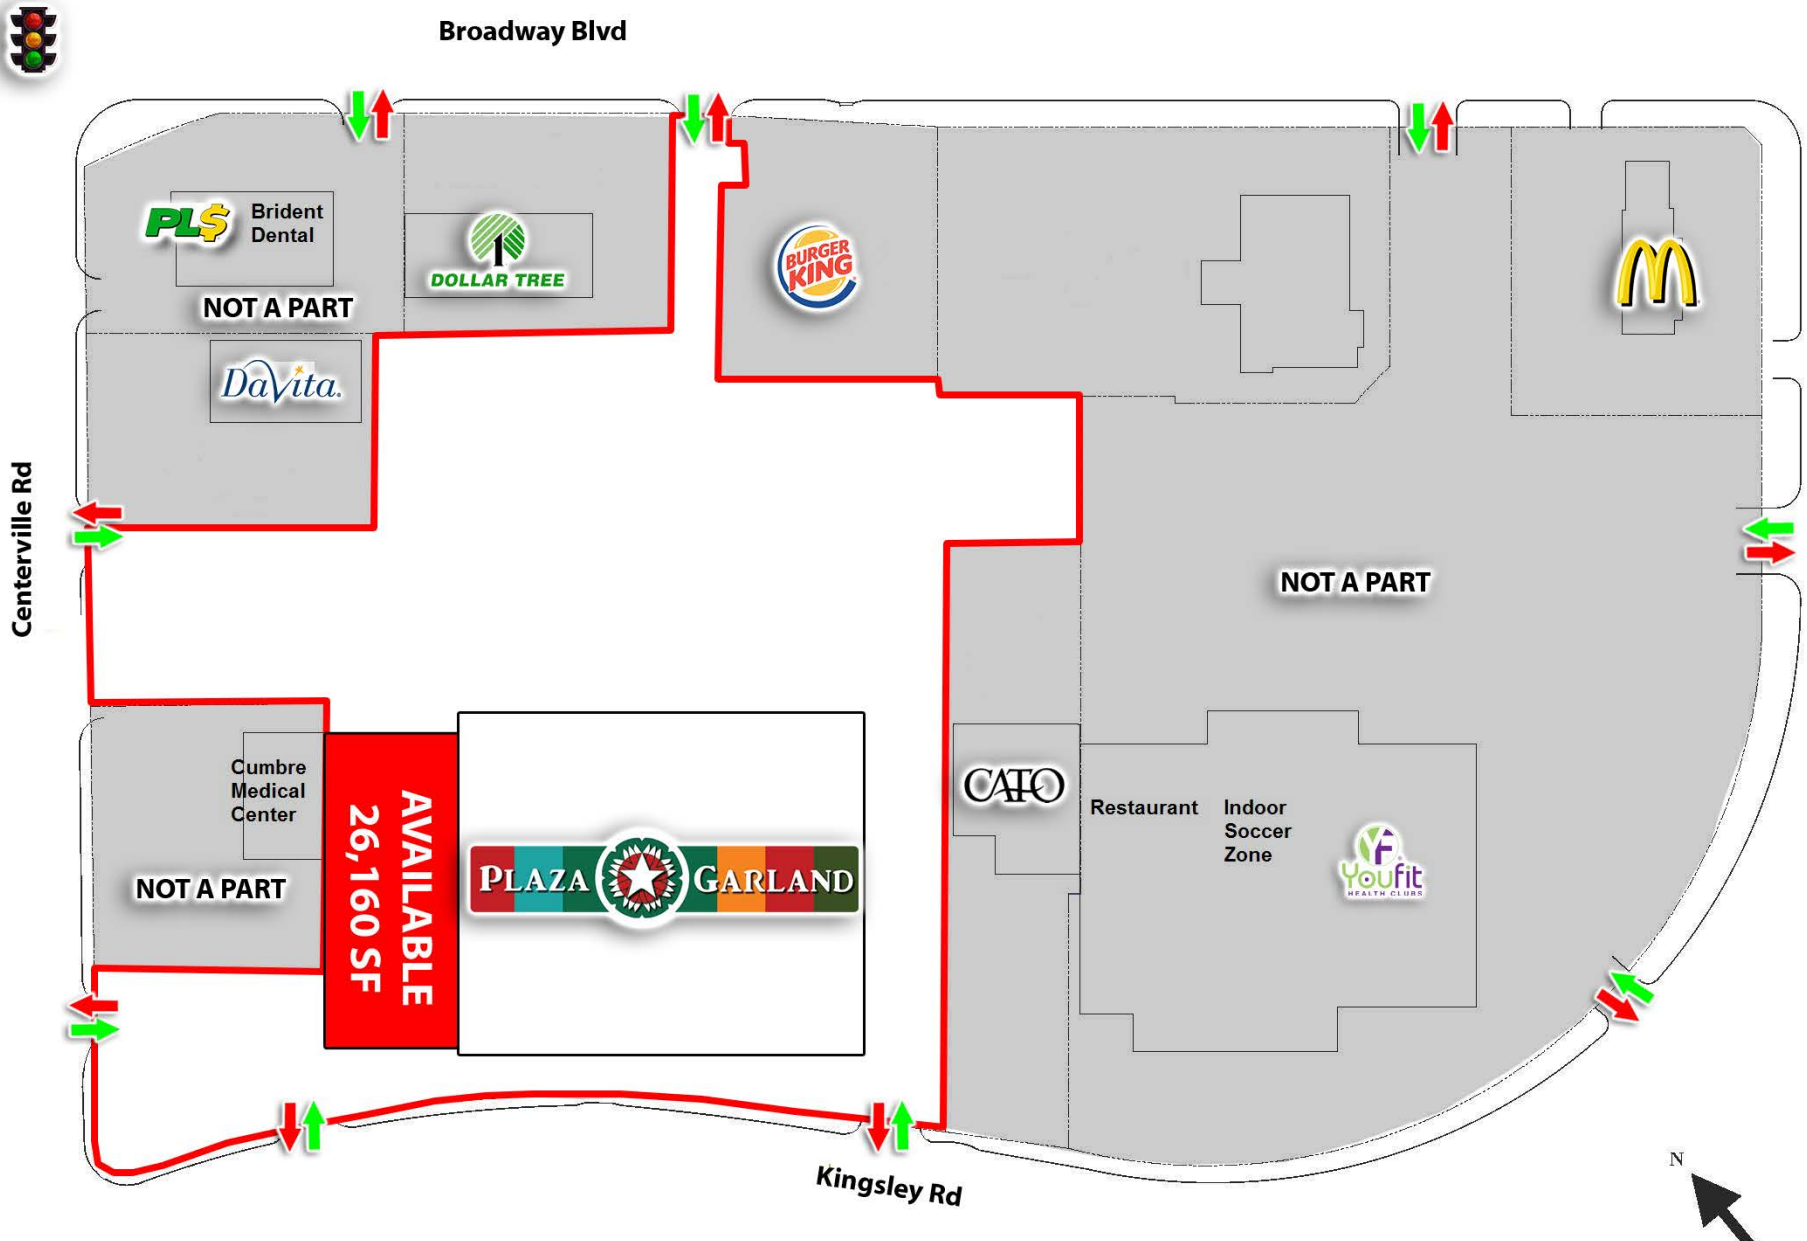 Broadway Blvd
PL$
Brident
Dental
NOT A PART
DOLLAR TREE
BURGER
KING
DaVita.
Centerville Rd
NOT A PART
Cumbre
Medical
Center
NOT A PART
AVAILABLE
26,160 SF
PLAZA GARLAND
CATO
Restaurant
Indoor
Soccer
Zone
YF
Youfit
HEALTH CLUBS
Kingsley Rd
N